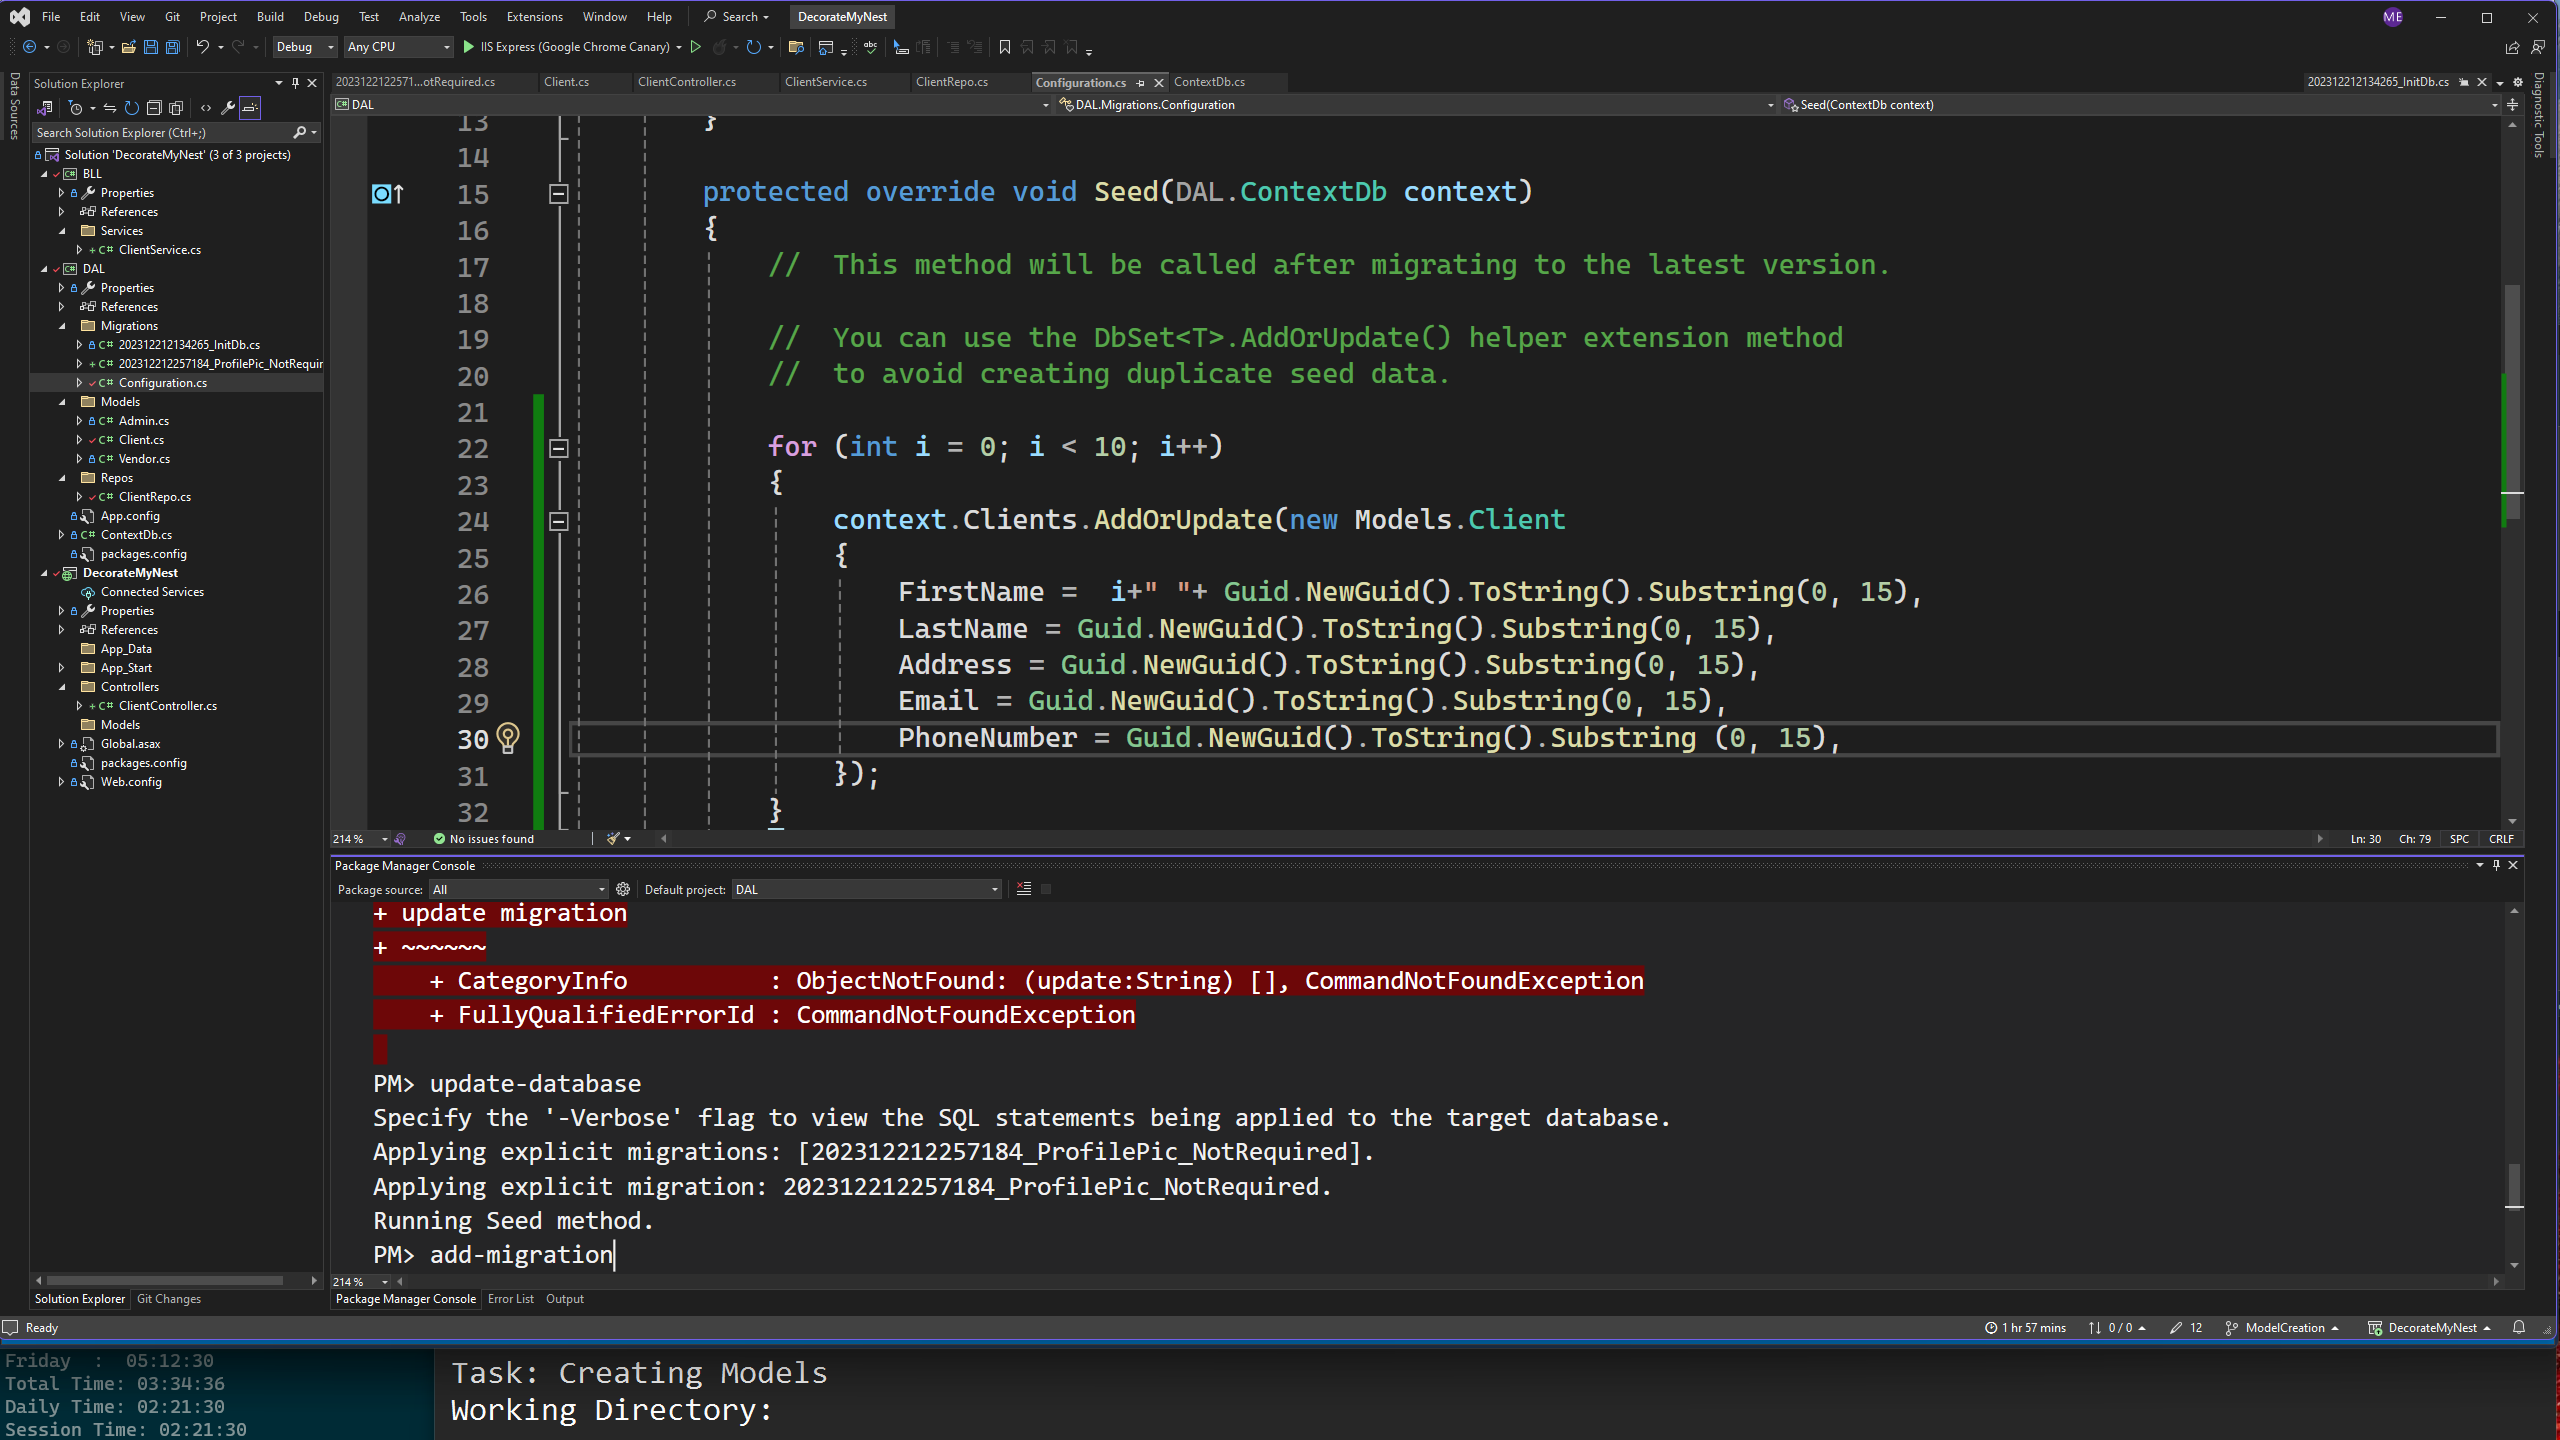 File Edit View Git Project Build Debug Test Analyze Tools Extensions Window Help Search DecorateMyNest ME
Debug Any CPU IIS Express (Google Chrome Canary)
Data Sources
Solution Explorer
Search Solution Explorer (Ctrl+;)
Solution 'DecorateMyNest' (3 of 3 projects)
BLL
Properties
References
Services
C# ClientService.cs
DAL
Properties
References
Migrations
C# 202312212134265_InitDb.cs
C# 202312212257184_ProfilePic_NotRequir
C# Configuration.cs
Models
C# Admin.cs
C# Client.cs
C# Vendor.cs
Repos
C# ClientRepo.cs
App.config
C# ContextDb.cs
packages.config
DecorateMyNest
Connected Services
Properties
References
App_Data
App_Start
Controllers
C# ClientController.cs
Models
Global.asax
packages.config
Web.config
Solution Explorer Git Changes
2023122122571...otRequired.cs Client.cs ClientController.cs ClientService.cs ClientRepo.cs Configuration.cs ContextDb.cs 202312212134265_InitDb.cs
DAL DAL.Migrations.Configuration Seed(ContextDb context)
Diagnostic Tools
13 }
14
15 protected override void Seed(DAL.ContextDb context)
16 {
17 //  This method will be called after migrating to the latest version.
18
19 //  You can use the DbSet<T>.AddOrUpdate() helper extension method
20 //  to avoid creating duplicate seed data.
21
22 for (int i = 0; i < 10; i++)
23 {
24 context.Clients.AddOrUpdate(new Models.Client
25 {
26 FirstName =  i+" "+ Guid.NewGuid().ToString().Substring(0, 15),
27 LastName = Guid.NewGuid().ToString().Substring(0, 15),
28 Address = Guid.NewGuid().ToString().Substring(0, 15),
29 Email = Guid.NewGuid().ToString().Substring(0, 15),
30 PhoneNumber = Guid.NewGuid().ToString().Substring (0, 15),
31 });
32 }
214 % No issues found Ln: 30 Ch: 79 SPC CRLF
Package Manager Console
Package source: All Default project: DAL
+ update migration
+ ~~~~~~
+ CategoryInfo          : ObjectNotFound: (update:String) [], CommandNotFoundException
+ FullyQualifiedErrorId : CommandNotFoundException
PM> update-database
Specify the '-Verbose' flag to view the SQL statements being applied to the target database.
Applying explicit migrations: [202312212257184_ProfilePic_NotRequired].
Applying explicit migration: 202312212257184_ProfilePic_NotRequired.
Running Seed method.
PM> add-migration
214 %
Package Manager Console Error List Output
Ready 1 hr 57 mins 0 / 0 12 ModelCreation DecorateMyNest
Friday  :  05:12:30
Total Time: 03:34:36
Daily Time: 02:21:30
Session Time: 02:21:30
Task: Creating Models
Working Directory: